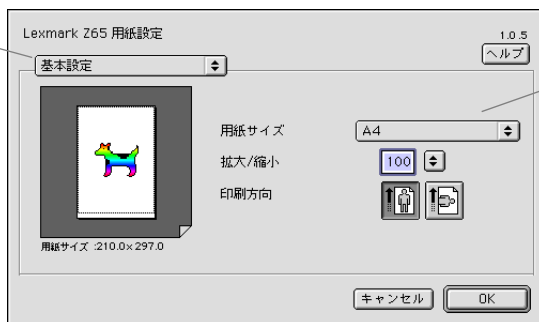 Lexmark Z65 用紙設定
1.0.5
ヘルプ
基本設定
用紙サイズ
A4
拡大/縮小
100
印刷方向
用紙サイズ :210.0×297.0
キャンセル
OK